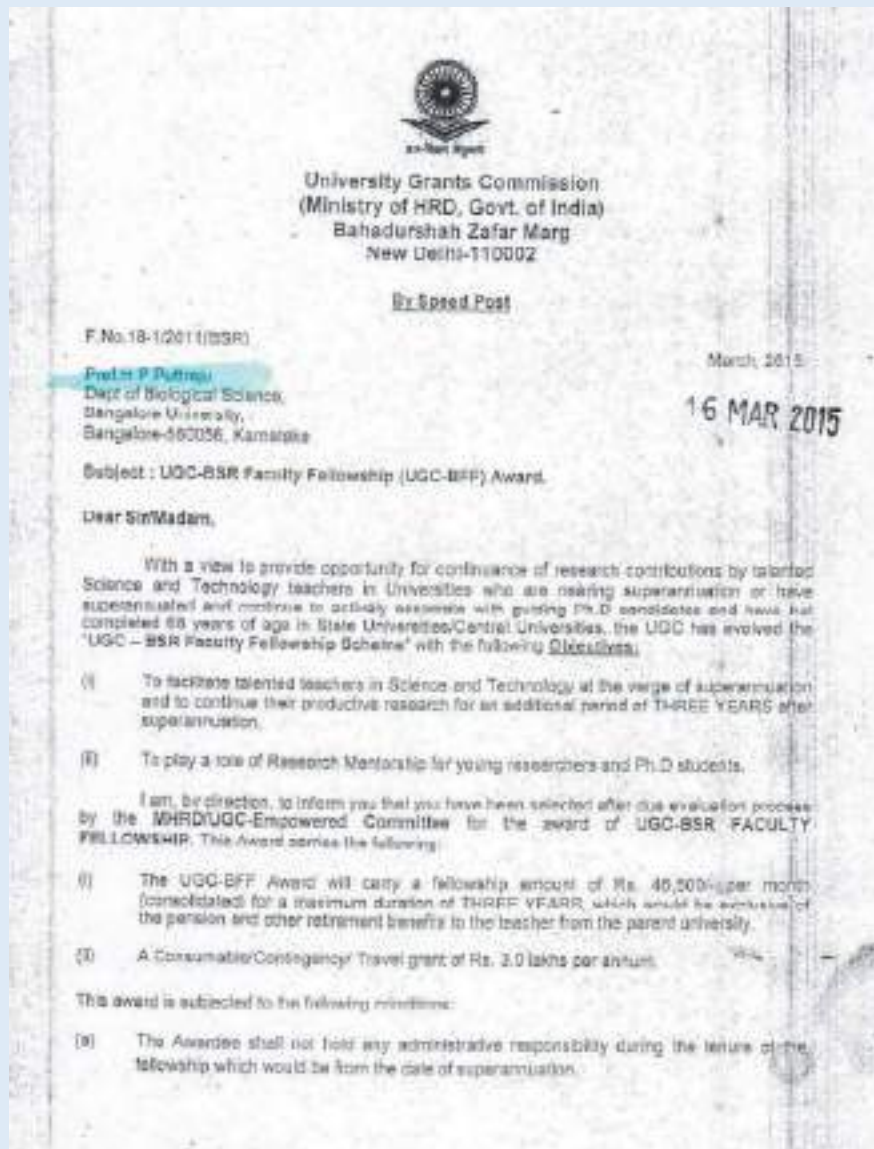 University Grants Commission
(Ministry of HRD, Govt. of India)
Bahadurshah Zafar Marg
New Delhi-110002
By Speed Post
F.No.18-1/2011(BSR)
March, 2015
Prof.H P Puttaraju
Dept of Biological Science,
Bangalore University,
Bangalore-560056, Karnataka
16 MAR 2015
Subject : UGC-BSR Faculty Fellowship (UGC-BFF) Award.
Dear Sir/Madam,
With a view to provide opportunity for continuance of research contributions by talented
Science and Technology teachers in Universities who are nearing superannuation or have
superannuated and continue to actively associate with guiding Ph.D candidates and have not
completed years of age in State Universities/Central Universities, the UGC has evolved the
"UGC – BSR Faculty Fellowship Scheme" with the following Objectives:
(i) To facilitate talented teachers in Science and Technology at the verge of superannuation
and to continue their productive research for an additional period of THREE YEARS after
superannuation.
(ii) To play a role of Research Mentorship for young researchers and Ph.D students.
I am, by direction, to inform you that you have been selected after due evaluation process
by the MHRD/UGC-Empowered Committee for the award of UGC-BSR FACULTY
FELLOWSHIP. This Award carries the following:
(i) The UGC-BFF Award will carry a fellowship amount of Rs. per month
(consolidated) for a maximum duration of THREE YEARS, which would be exclusive of
the pension and other retirement benefits to the teacher from the parent university.
A Consumable/Contingency/ Travel grant of Rs. lakhs per annum.
This award is subjected to the following conditions:
(a) The Awardee shall not hold any administrative responsibility during the tenure of the
fellowship which would be from the date of superannuation.